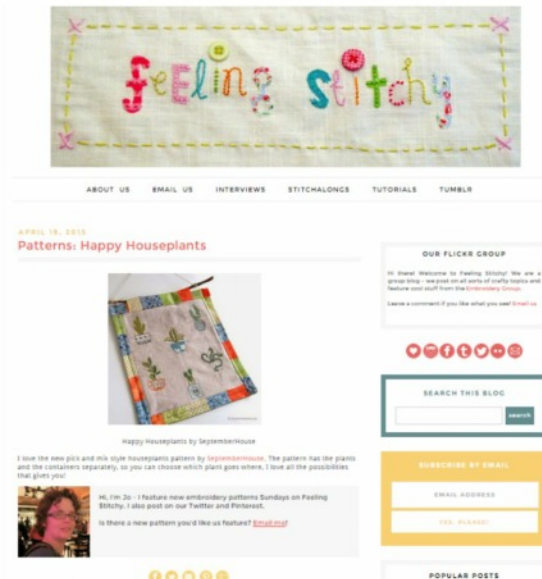 feeling stitchy
ABOUT US EMAIL US INTERVIEWS STITCHALONGS TUTORIALS TUMBLR
APRIL 19, 2015
Patterns: Happy Houseplants
Happy Houseplants by SeptemberHouse
I love the new pics and mix style houseplants pattern by SeptemberHouse. The pattern has the plants
and the containers separately, so you can choose which plant goes where. I love all the possibilities
that gives you!
Hi, I'm Jo - I feature new embroidery patterns Sundays on Feeling
Stitchy. I also post on our Twitter and Pinterest.
Is there a new pattern you'd like us feature? Email me!
OUR FLICKR GROUP
Hi there! Welcome to Feeling Stitchy! We are a
group blog - we post on all sorts of crafty topics and
feature cool stuff from the Embroidery Group.
Leave a comment if you like what you see! Email us
SEARCH THIS BLOG
search
SUBSCRIBE BY EMAIL
EMAIL ADDRESS
YES, PLEASE!
POPULAR POSTS